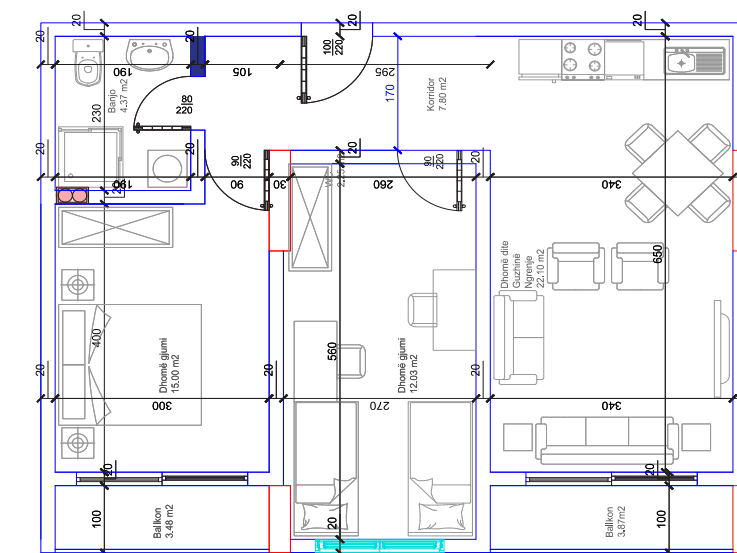 20
20
20
20
100
220
190
105
295
Banjo
4.37 m2
230
80
220
170
Korridor
7.80 m2
20
20
20
20
90
220
90
220
190
90
30
260
340
650
Dhomë dite
Guzhinë
Ngrenje
22.10 m2
400
560
20
20
20
20
Dhomë gjumi
15.00 m2
Dhomë gjumi
12.03 m2
300
270
340
20
20
20
100
Ballkon
3.48 m2
Ballkon
3.87m2
100